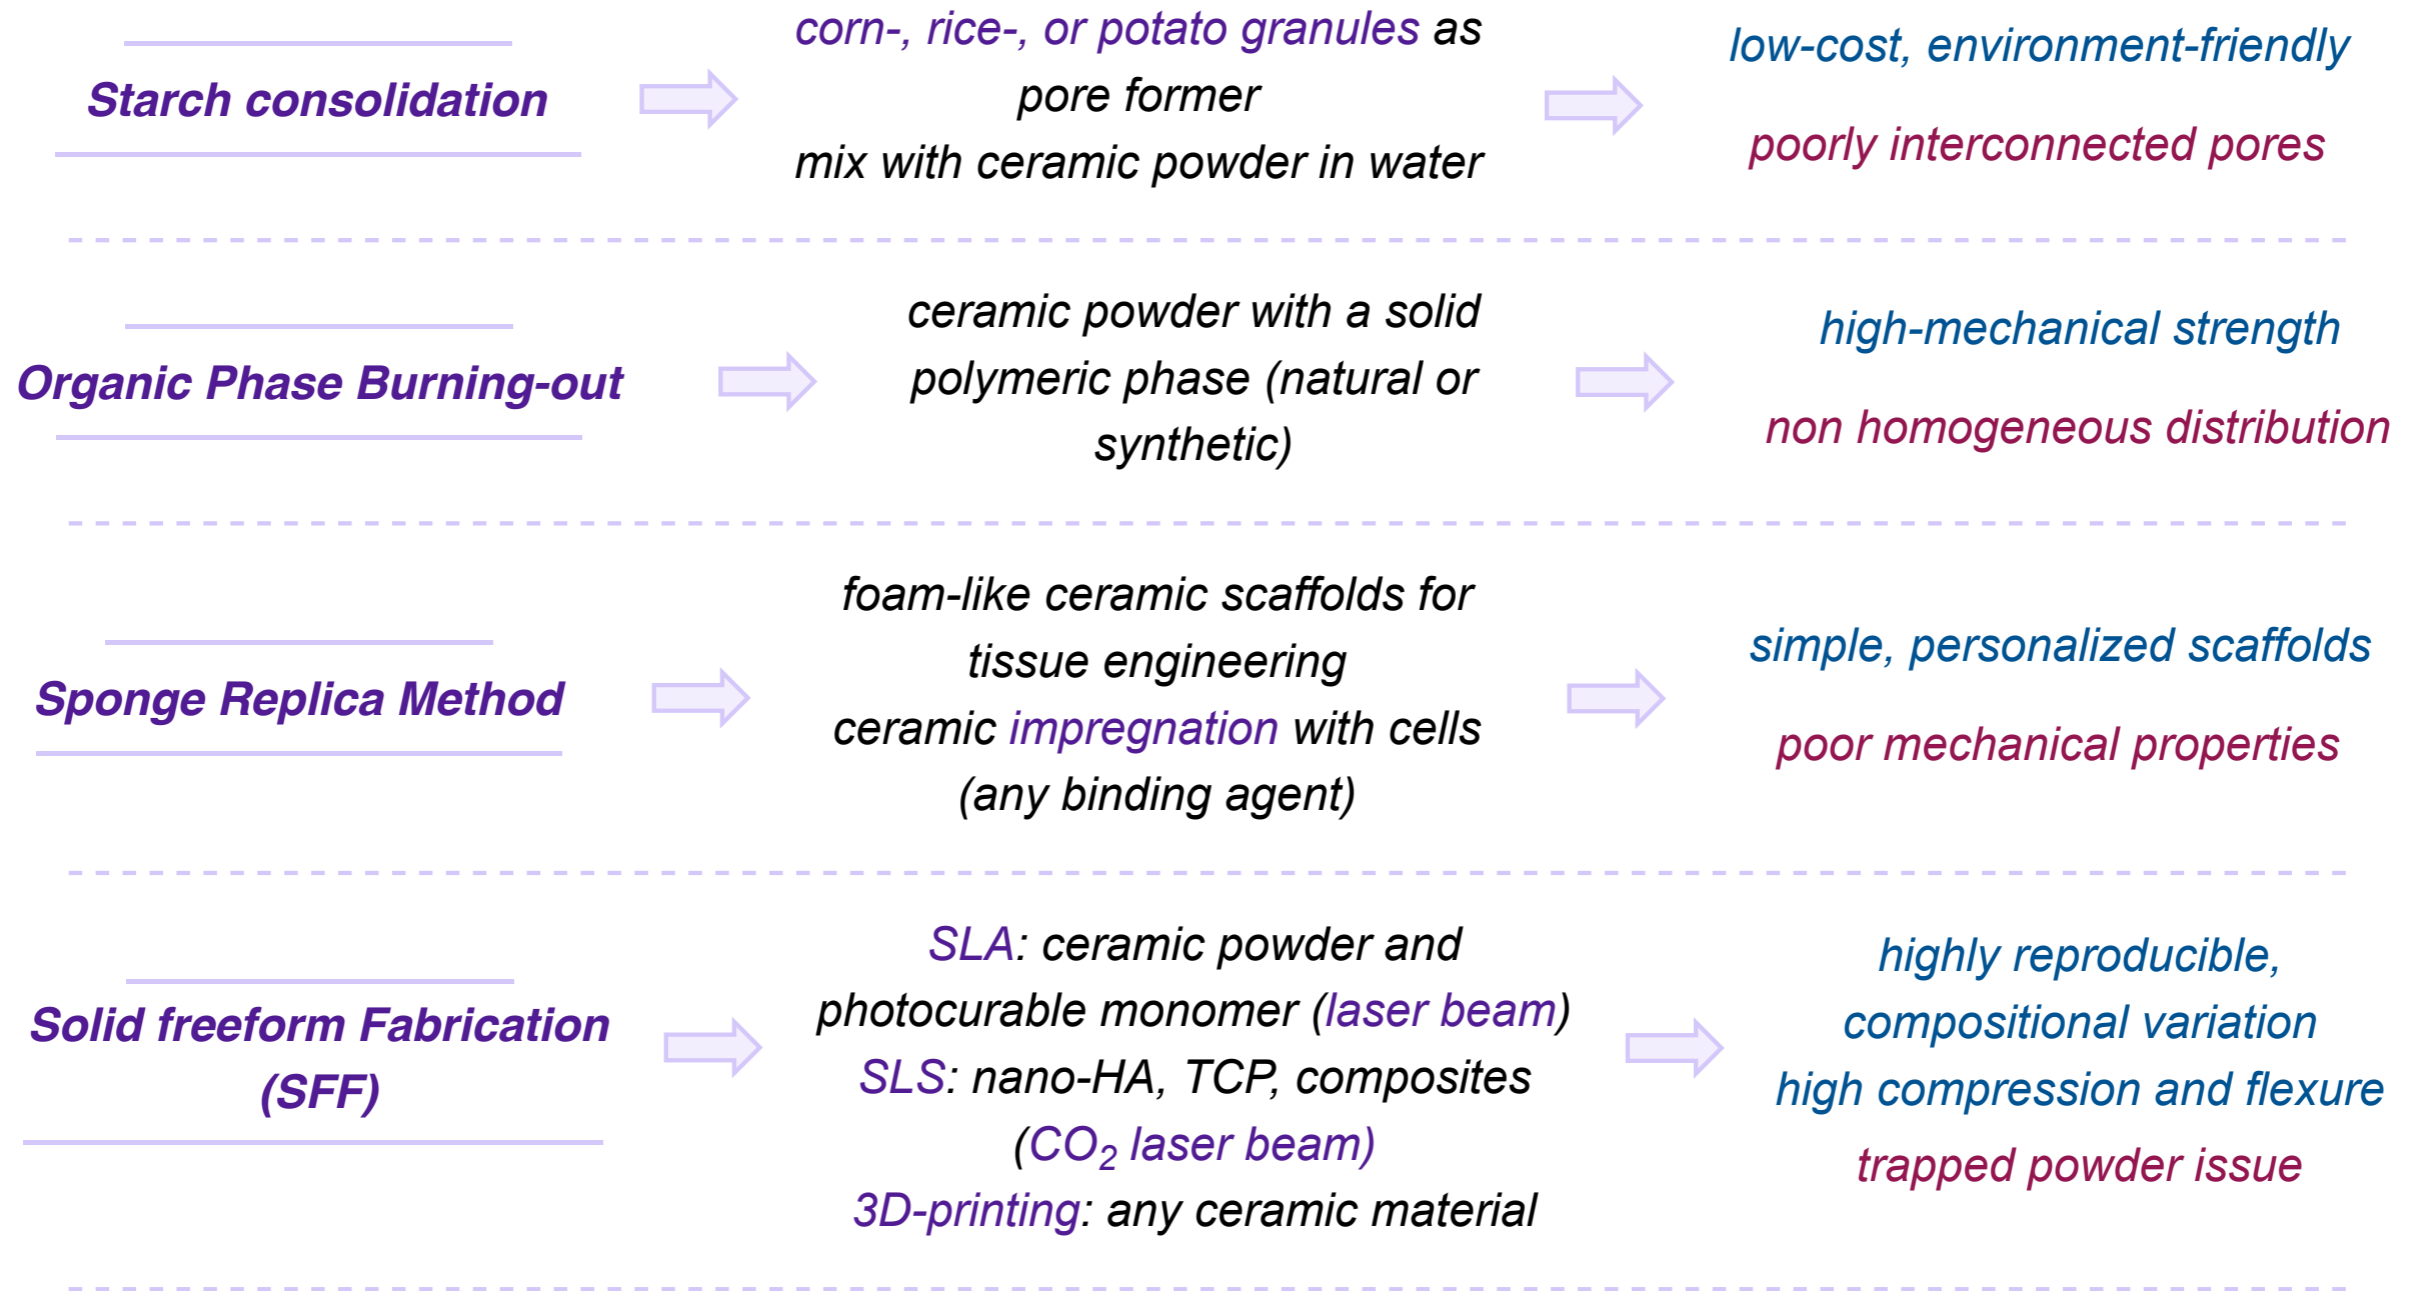 Starch consolidation
corn-, rice-, or potato granules as
pore former
mix with ceramic powder in water
low-cost, environment-friendly
poorly interconnected pores
Organic Phase Burning-out
ceramic powder with a solid
polymeric phase (natural or
synthetic)
high-mechanical strength
non homogeneous distribution
Sponge Replica Method
foam-like ceramic scaffolds for
tissue engineering
ceramic impregnation with cells
(any binding agent)
simple, personalized scaffolds
poor mechanical properties
Solid freeform Fabrication
(SFF)
SLA: ceramic powder and
photocurable monomer (laser beam)
SLS: nano-HA, TCP, composites
(CO₂ laser beam)
3D-printing: any ceramic material
highly reproducible,
compositional variation
high compression and flexure
trapped powder issue